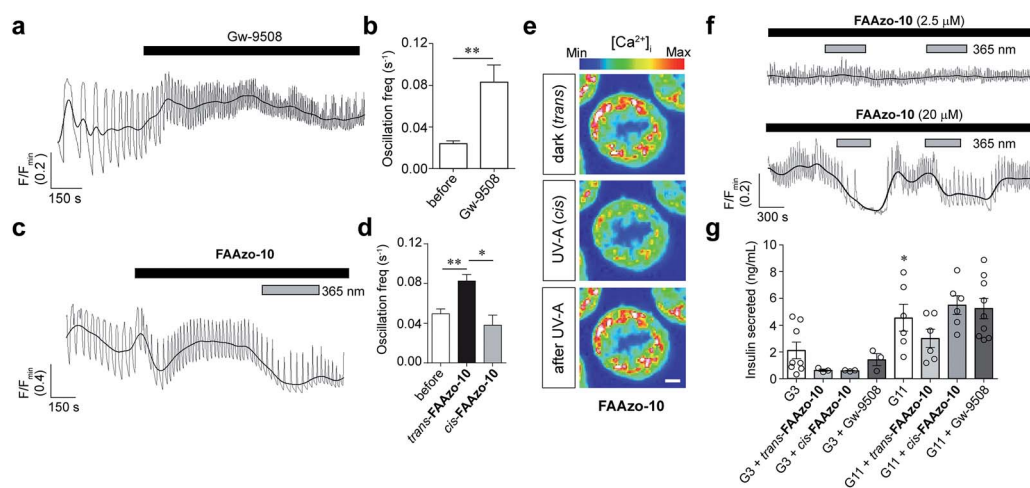 a
Gw-9508
F/Fmin
(0.2)
150 s
b
Oscillation freq (s-1)
0.12
0.08
0.04
0.00
**
before
Gw-9508
c
FAAzo-10
365 nm
F/Fmin
(0.4)
150 s
d
Oscillation freq (s-1)
0.12
0.08
0.04
0.00
**
*
before
trans-FAAzo-10
cis-FAAzo-10
e
[Ca2+]i
Min
Max
dark (trans)
UV-A (cis)
after UV-A
FAAzo-10
f
FAAzo-10 (2.5 μM)
365 nm
FAAzo-10 (20 μM)
365 nm
F/Fmin
(0.2)
300 s
g
Insulin secreted (ng/mL)
10
8
6
4
2
0
*
G3
G3 + trans-FAAzo-10
G3 + cis-FAAzo-10
G3 + Gw-9508
G11
G11 + trans-FAAzo-10
G11 + cis-FAAzo-10
G11 + Gw-9508